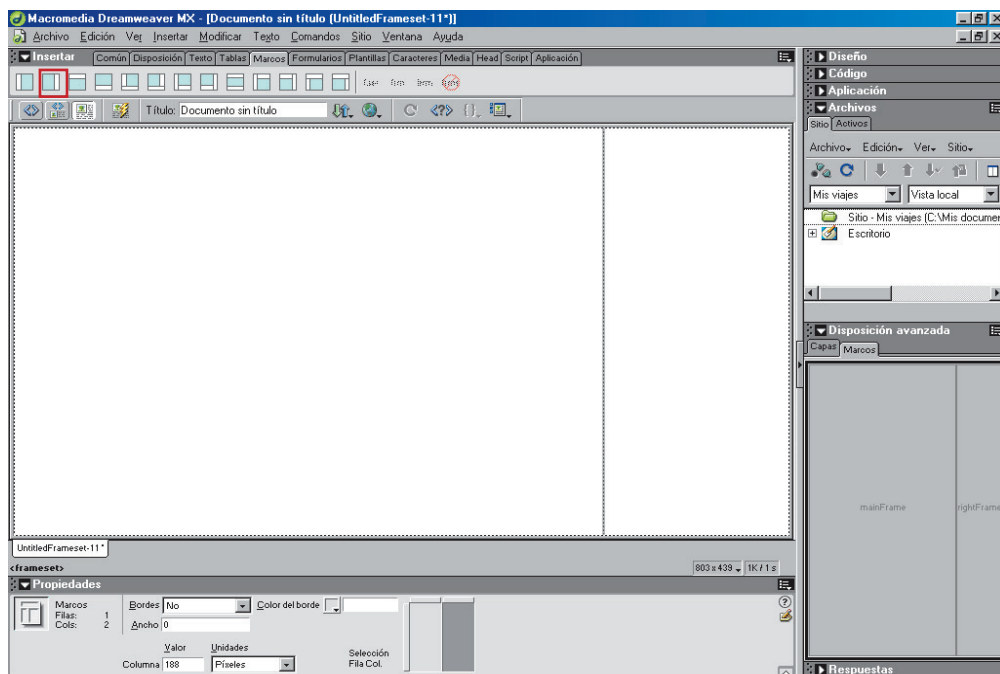 Macromedia Dreamweaver MX - [Documento sin título (UntitledFrameset-11*)]
Archivo Edición Ver Insertar Modificar Texto Comandos Sitio Ventana Ayuda
Insertar Común Disposición Texto Tablas Marcos Formularios Plantillas Caracteres Media Head Script Aplicación
Título: Documento sin título
Diseño
Código
Aplicación
Archivos
Sitio Activos
Archivo Edición Ver Sitio
Mis viajes Vista local
Sitio - Mis viajes (C:\Mis documen
Escritorio
Disposición avanzada
Capas Marcos
mainFrame rightFrame
UntitledFrameset-11*
<frameset> 803 x 439 1K / 1 s
Propiedades
Marcos Bordes No Color del borde
Filas: 1
Cols: 2 Ancho 0
Valor Unidades Selección
Columna 188 Píxeles Fila Col.
Respuestas